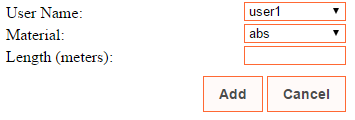 User Name: user1
Material: abs
Length (meters):
Add Cancel